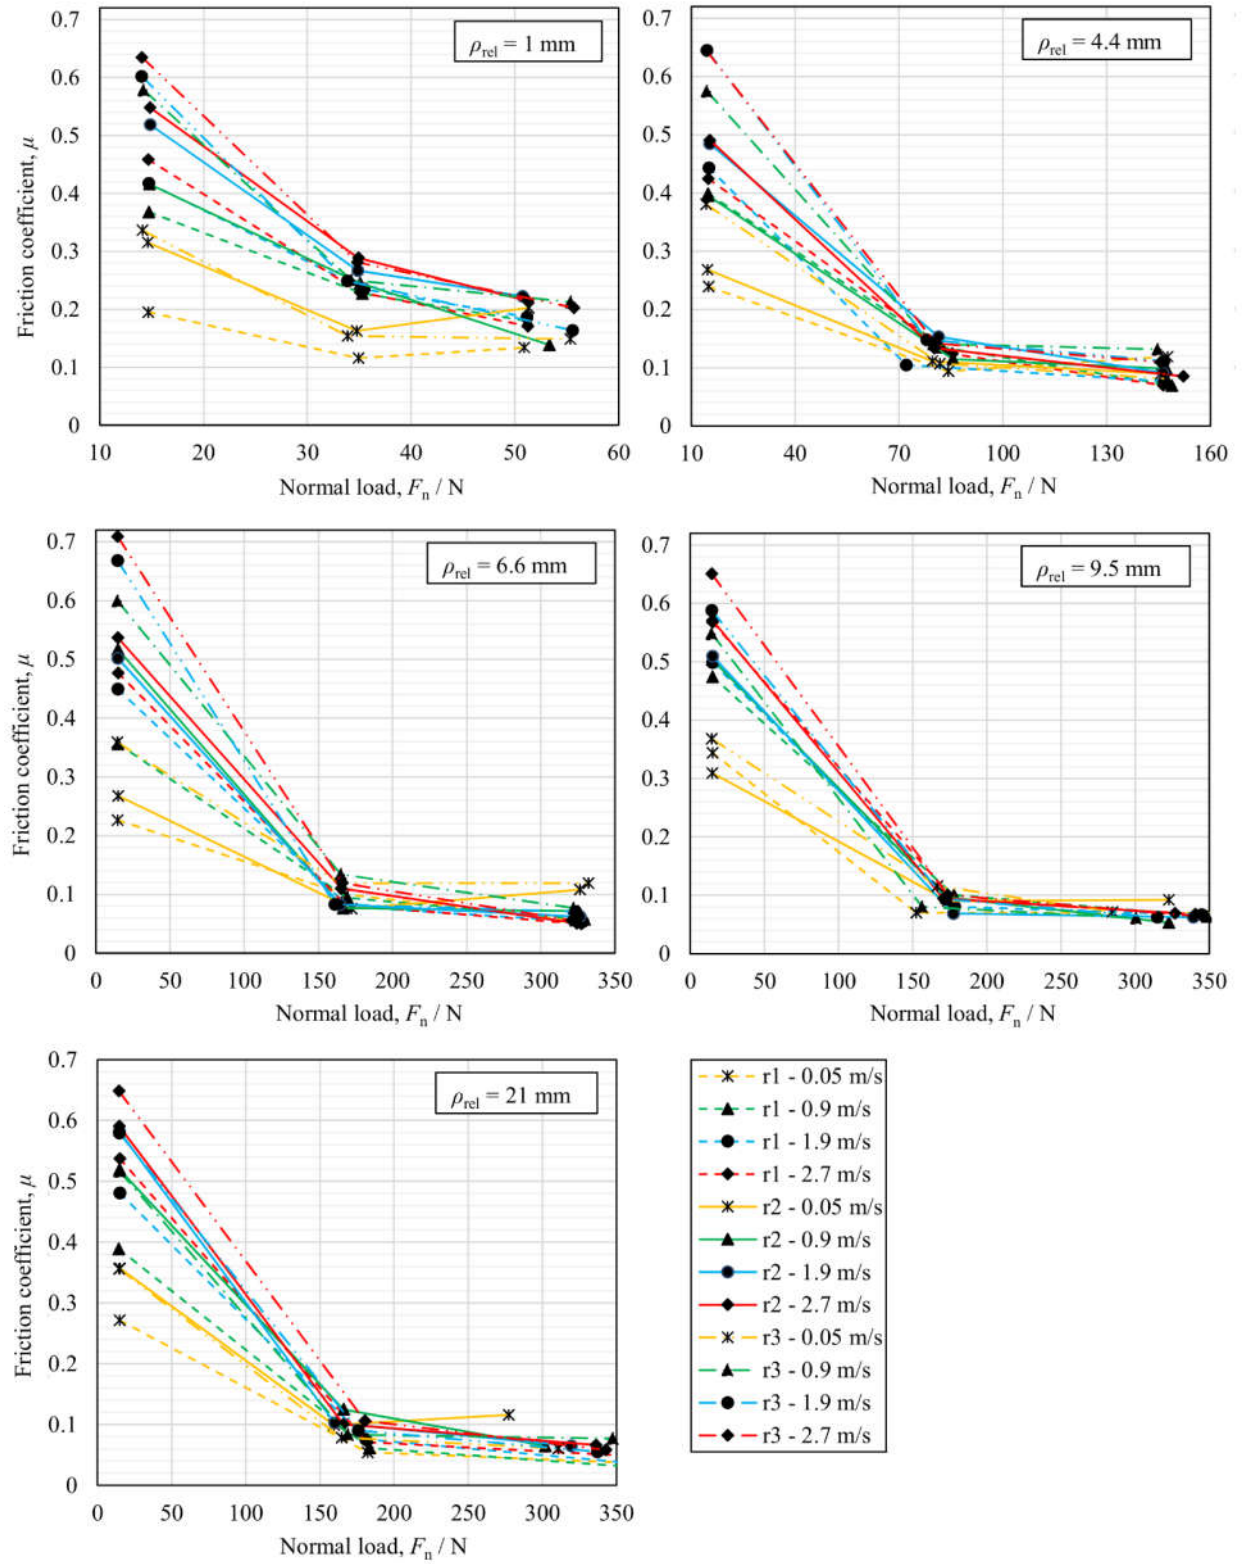 ρrel = 1 mm
Friction coefficient, μ
0.7
0.6
0.5
0.4
0.3
0.2
0.1
0
10 20 30 40 50 60
Normal load, Fn / N
ρrel = 4.4 mm
Friction coefficient, μ
0.7
0.6
0.5
0.4
0.3
0.2
0.1
0
10 40 70 100 130 160
Normal load, Fn / N
ρrel = 6.6 mm
Friction coefficient, μ
0.7
0.6
0.5
0.4
0.3
0.2
0.1
0
0 50 100 150 200 250 300 350
Normal load, Fn / N
ρrel = 9.5 mm
Friction coefficient, μ
0.7
0.6
0.5
0.4
0.3
0.2
0.1
0
0 50 100 150 200 250 300 350
Normal load, Fn / N
ρrel = 21 mm
Friction coefficient, μ
0.7
0.6
0.5
0.4
0.3
0.2
0.1
0
0 50 100 150 200 250 300 350
Normal load, Fn / N
r1 - 0.05 m/s
r1 - 0.9 m/s
r1 - 1.9 m/s
r1 - 2.7 m/s
r2 - 0.05 m/s
r2 - 0.9 m/s
r2 - 1.9 m/s
r2 - 2.7 m/s
r3 - 0.05 m/s
r3 - 0.9 m/s
r3 - 1.9 m/s
r3 - 2.7 m/s